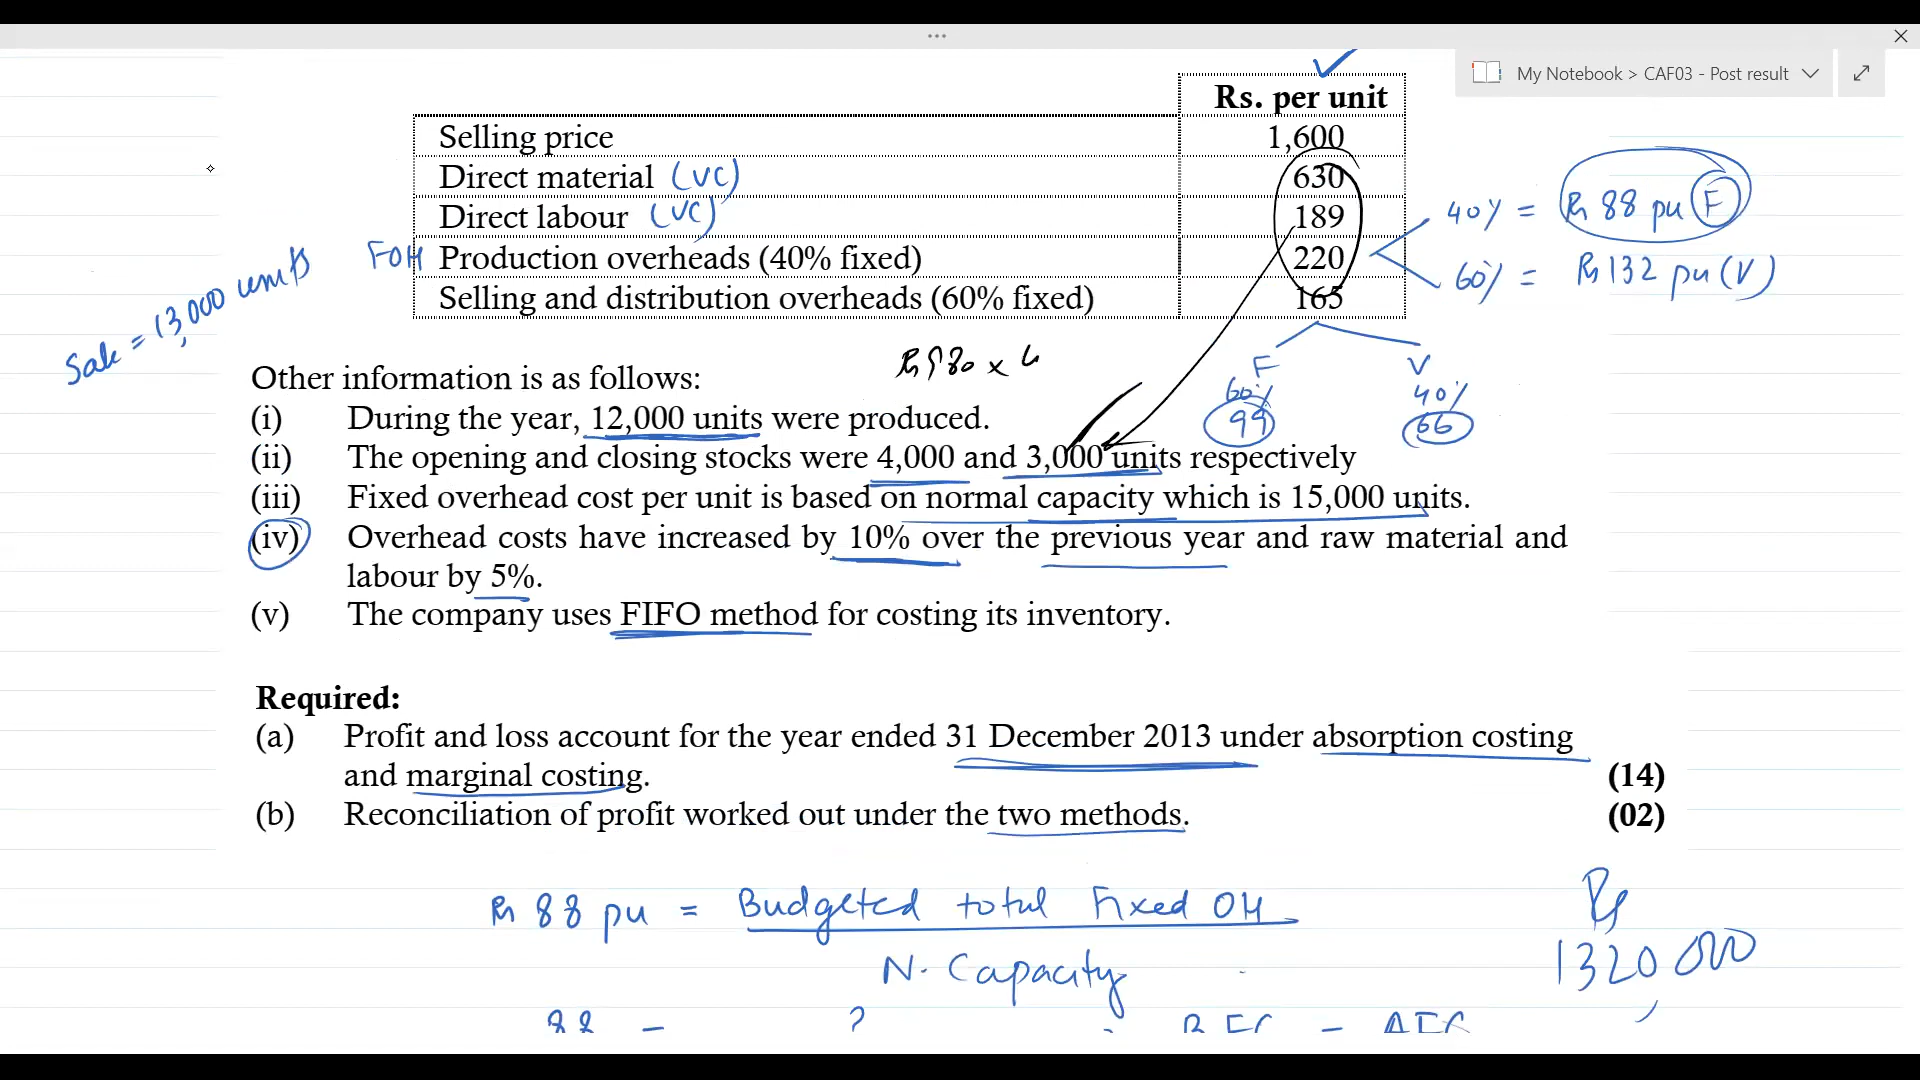 My Notebook > CAF03 - Post result
Rs. per unit
Selling price 1,600
Direct material (VC) 630
Direct labour (VC) 189
40% = Rs 88 pu F
FOH Production overheads (40% fixed) 220
60% = Rs 132 pu (V)
Selling and distribution overheads (60% fixed) 165
Sale = 13,000 units
F V
60% 40%
99 66
Other information is as follows:
(i) During the year, 12,000 units were produced.
(ii) The opening and closing stocks were 4,000 and 3,000 units respectively
(iii) Fixed overhead cost per unit is based on normal capacity which is 15,000 units.
(iv) Overhead costs have increased by 10% over the previous year and raw material and
labour by 5%.
(v) The company uses FIFO method for costing its inventory.
Required:
(a) Profit and loss account for the year ended 31 December 2013 under absorption costing
and marginal costing. (14)
(b) Reconciliation of profit worked out under the two methods. (02)
Rs 88 pu = Budgeted total Fixed OH
N. Capacity
Rs
1320,000
88 = ?